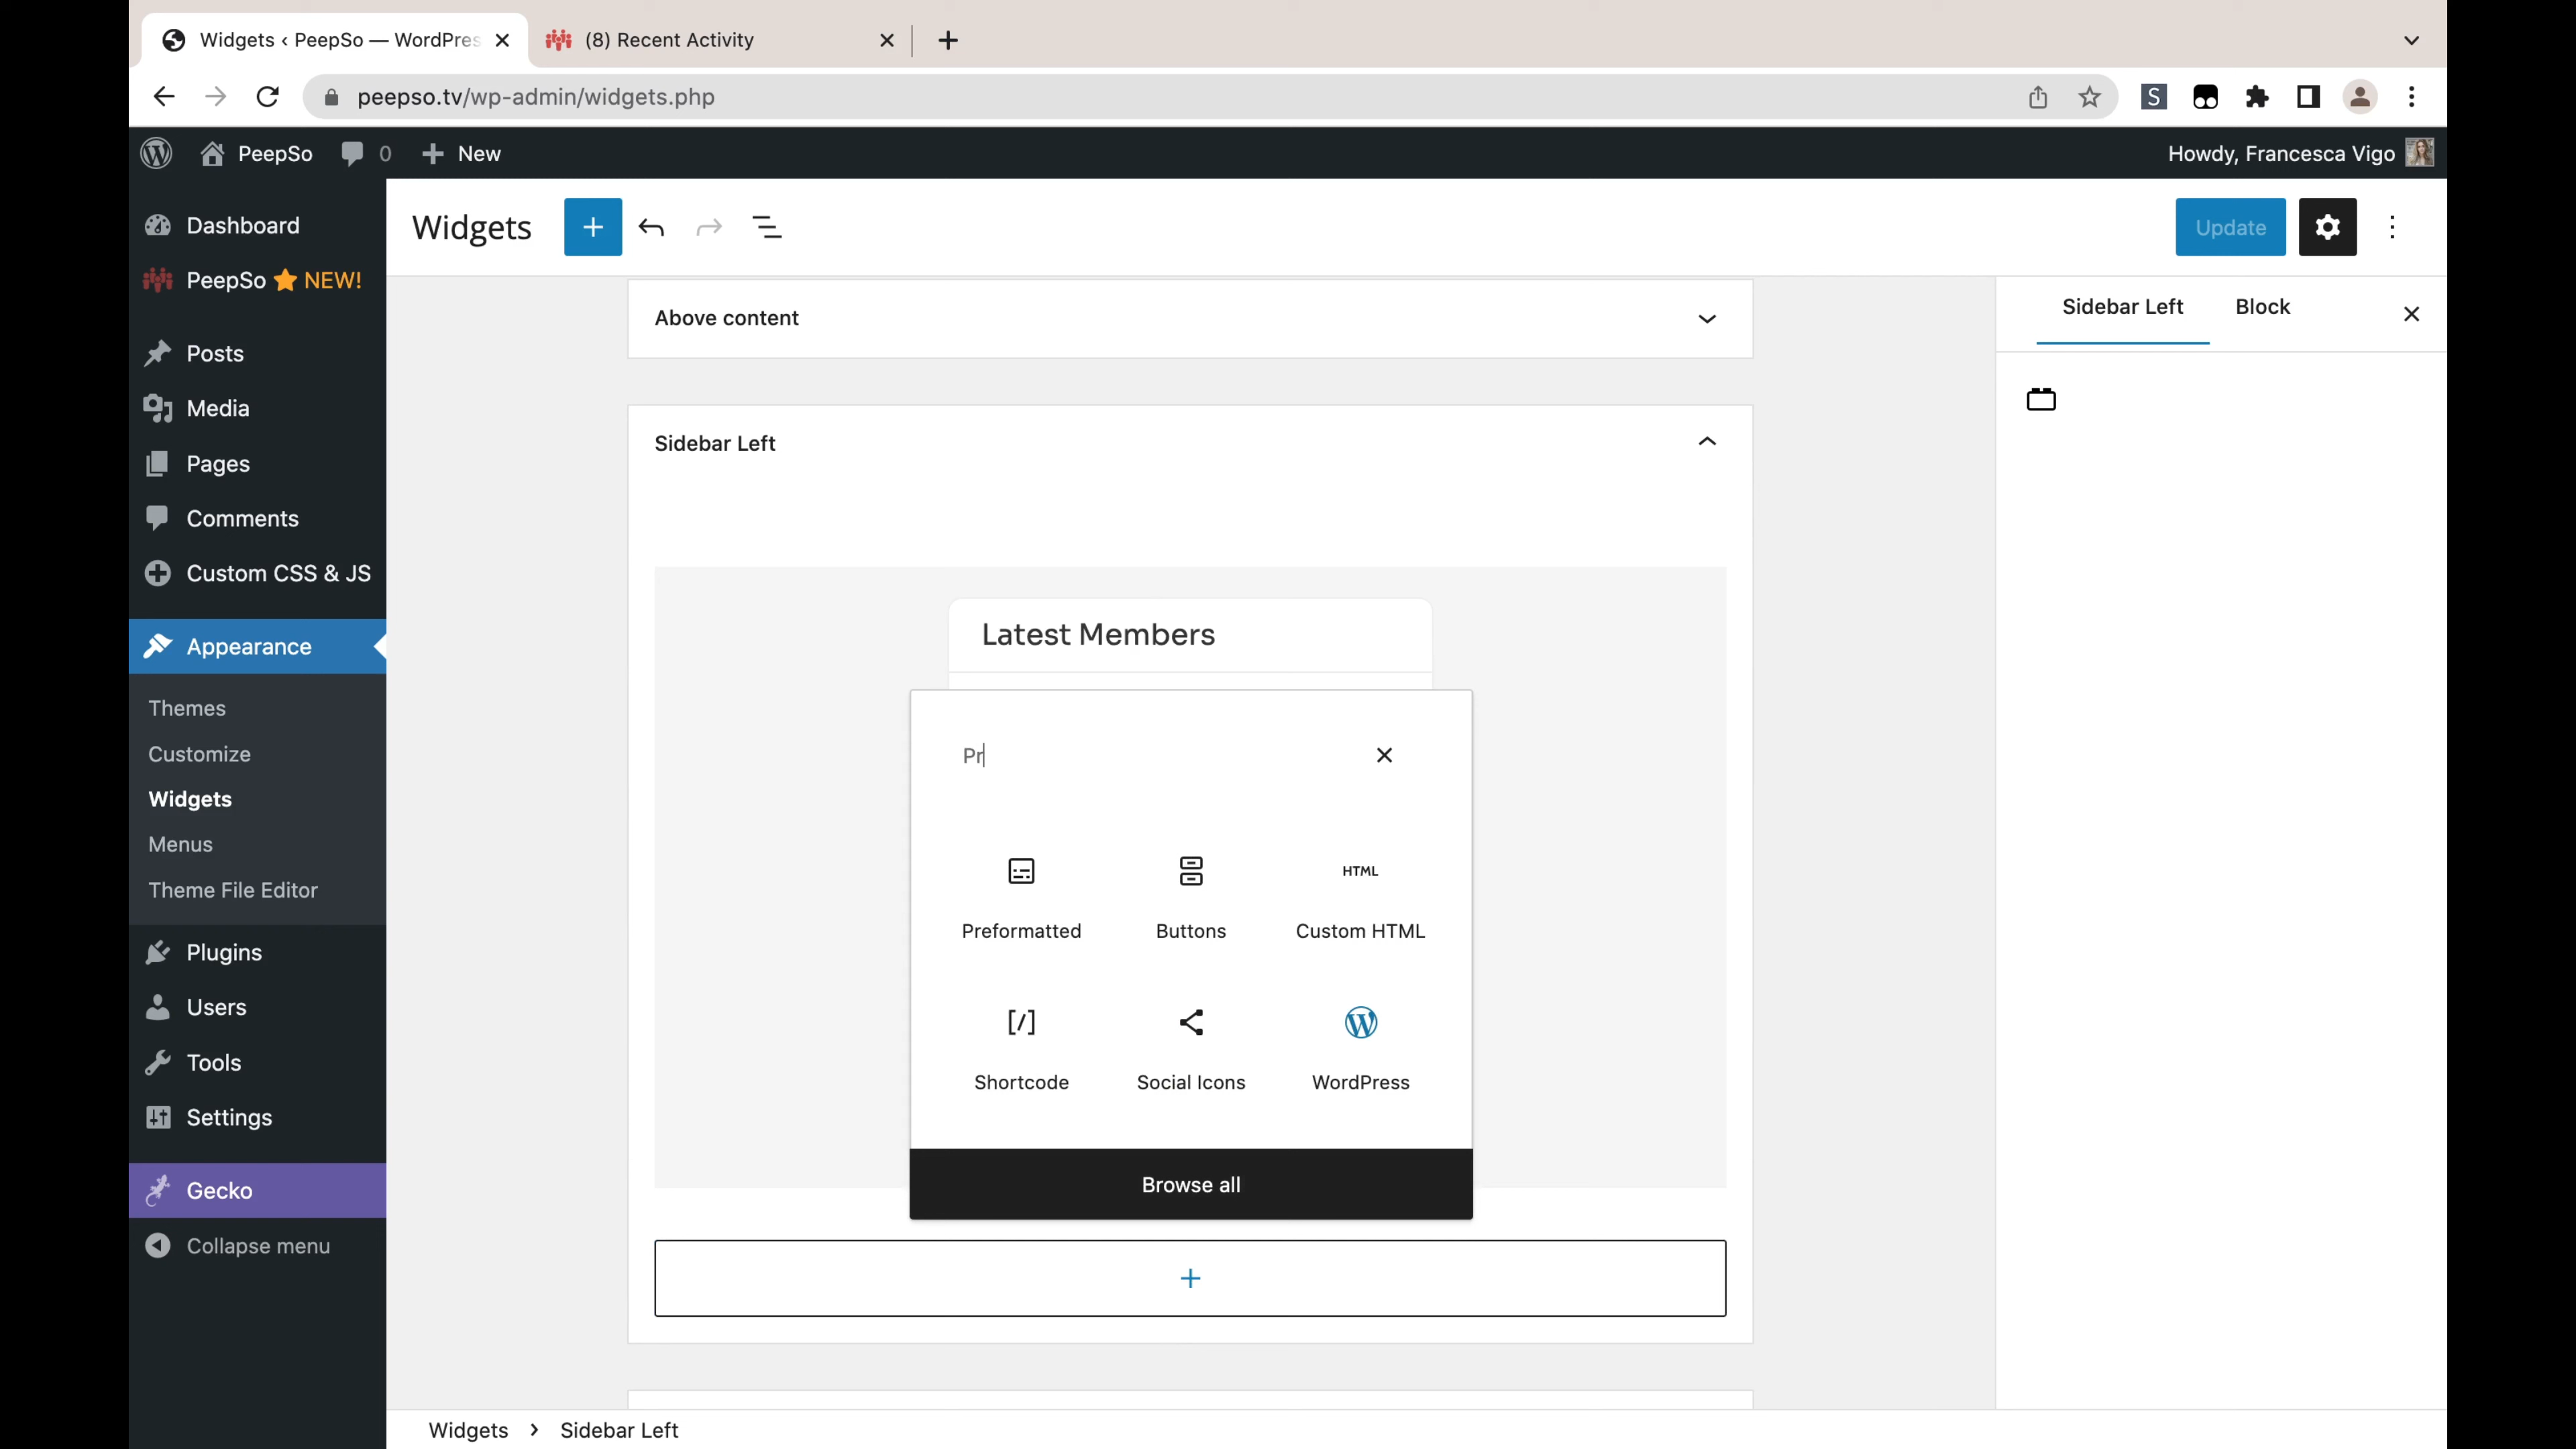 Widgets ‹ PeepSo — WordPres
(8) Recent Activity
peepso.tv/wp-admin/widgets.php
S
PeepSo
0
New
Howdy, Francesca Vigo
Dashboard
PeepSo NEW!
Posts
Media
Pages
Comments
Custom CSS & JS
Appearance
Themes
Customize
Widgets
Menus
Theme File Editor
Plugins
Users
Tools
Settings
Gecko
Collapse menu
Widgets
Update
Above content
Sidebar Left
Latest Members
Pr
Preformatted
Buttons
HTML
Custom HTML
[/]
Shortcode
Social Icons
WordPress
Browse all
Sidebar Left
Block
Widgets › Sidebar Left